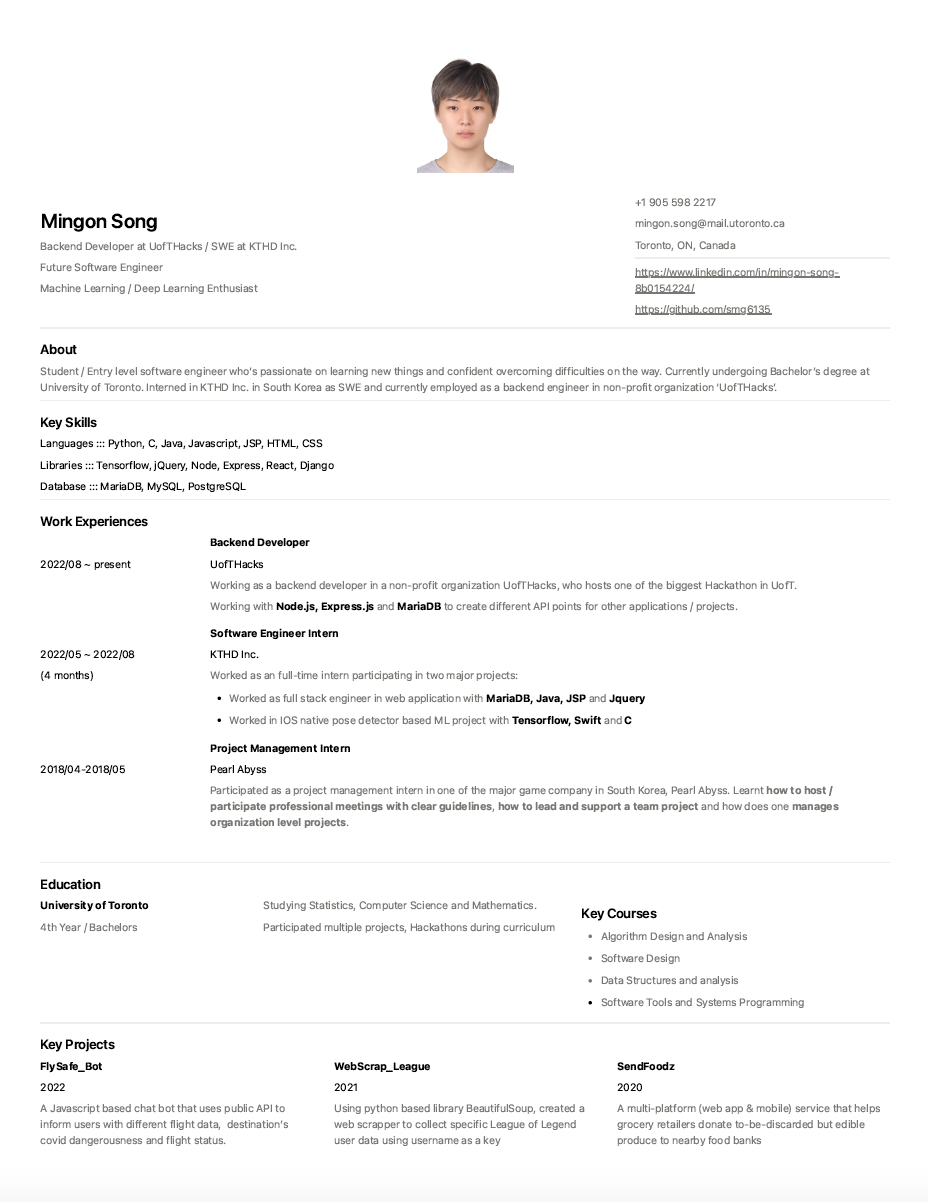 Mingon Song
Backend Developer at UofTHacks / SWE at KTHD Inc.
Future Software Engineer
Machine Learning / Deep Learning Enthusiast
+1 905 598 2217
mingon.song@mail.utoronto.ca
Toronto, ON, Canada
https://www.linkedin.com/in/mingon-song-
8b0154224/
https://github.com/smg6135
About
Student / Entry level software engineer who's passionate on learning new things and confident overcoming difficulties on the way. Currently undergoing Bachelor's degree at
University of Toronto. Interned in KTHD Inc. in South Korea as SWE and currently employed as a backend engineer in non-profit organization 'UofTHacks'.
Key Skills
Languages ::: Python, C, Java, Javascript, JSP, HTML, CSS
Libraries ::: Tensorflow, jQuery, Node, Express, React, Django
Database ::: MariaDB, MySQL, PostgreSQL
Work Experiences
Backend Developer
2022/08 ~ present
UofTHacks
Working as a backend developer in a non-profit organization UofTHacks, who hosts one of the biggest Hackathon in UofT.
Working with Node.js, Express.js and MariaDB to create different API points for other applications / projects.
Software Engineer Intern
2022/05 ~ 2022/08
KTHD Inc.
(4 months)
Worked as an full-time intern participating in two major projects:
• Worked as full stack engineer in web application with MariaDB, Java, JSP and Jquery
• Worked in IOS native pose detector based ML project with Tensorflow, Swift and C
Project Management Intern
2018/04-2018/05
Pearl Abyss
Participated as a project management intern in one of the major game company in South Korea, Pearl Abyss. Learnt how to host /
participate professional meetings with clear guidelines, how to lead and support a team project and how does one manages
organization level projects.
Education
University of Toronto
4th Year / Bachelors
Studying Statistics, Computer Science and Mathematics.
Participated multiple projects, Hackathons during curriculum
Key Courses
• Algorithm Design and Analysis
• Software Design
• Data Structures and analysis
• Software Tools and Systems Programming
Key Projects
FlySafe_Bot
2022
A Javascript based chat bot that uses public API to
inform users with different flight data, destination's
covid dangerousness and flight status.
WebScrap_League
2021
Using python based library BeautifulSoup, created a
web scrapper to collect specific League of Legend
user data using username as a key
SendFoodz
2020
A multi-platform (web app & mobile) service that helps
grocery retailers donate to-be-discarded but edible
produce to nearby food banks